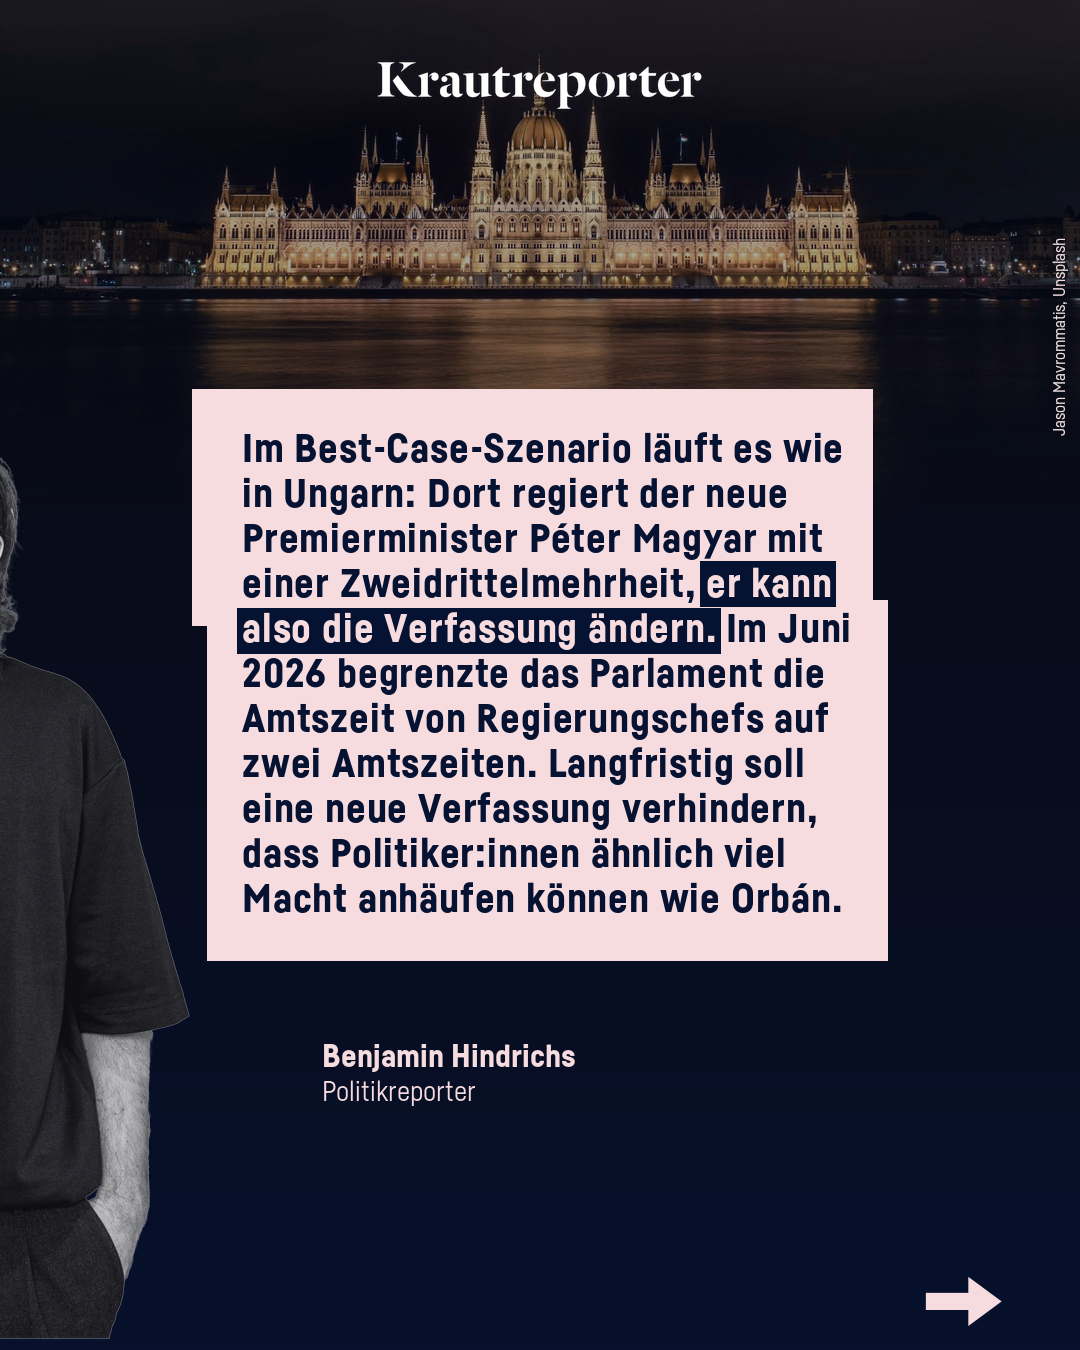 Krautreporter
Jason Mavrommatis, Unsplash
Im Best-Case-Szenario läuft es wie
in Ungarn: Dort regiert der neue
Premierminister Péter Magyar mit
einer Zweidrittelmehrheit, er kann
also die Verfassung ändern. Im Juni
2026 begrenzte das Parlament die
Amtszeit von Regierungschefs auf
zwei Amtszeiten. Langfristig soll
eine neue Verfassung verhindern,
dass Politiker:innen ähnlich viel
Macht anhäufen können wie Orbán.
Benjamin Hindrichs
Politikreporter